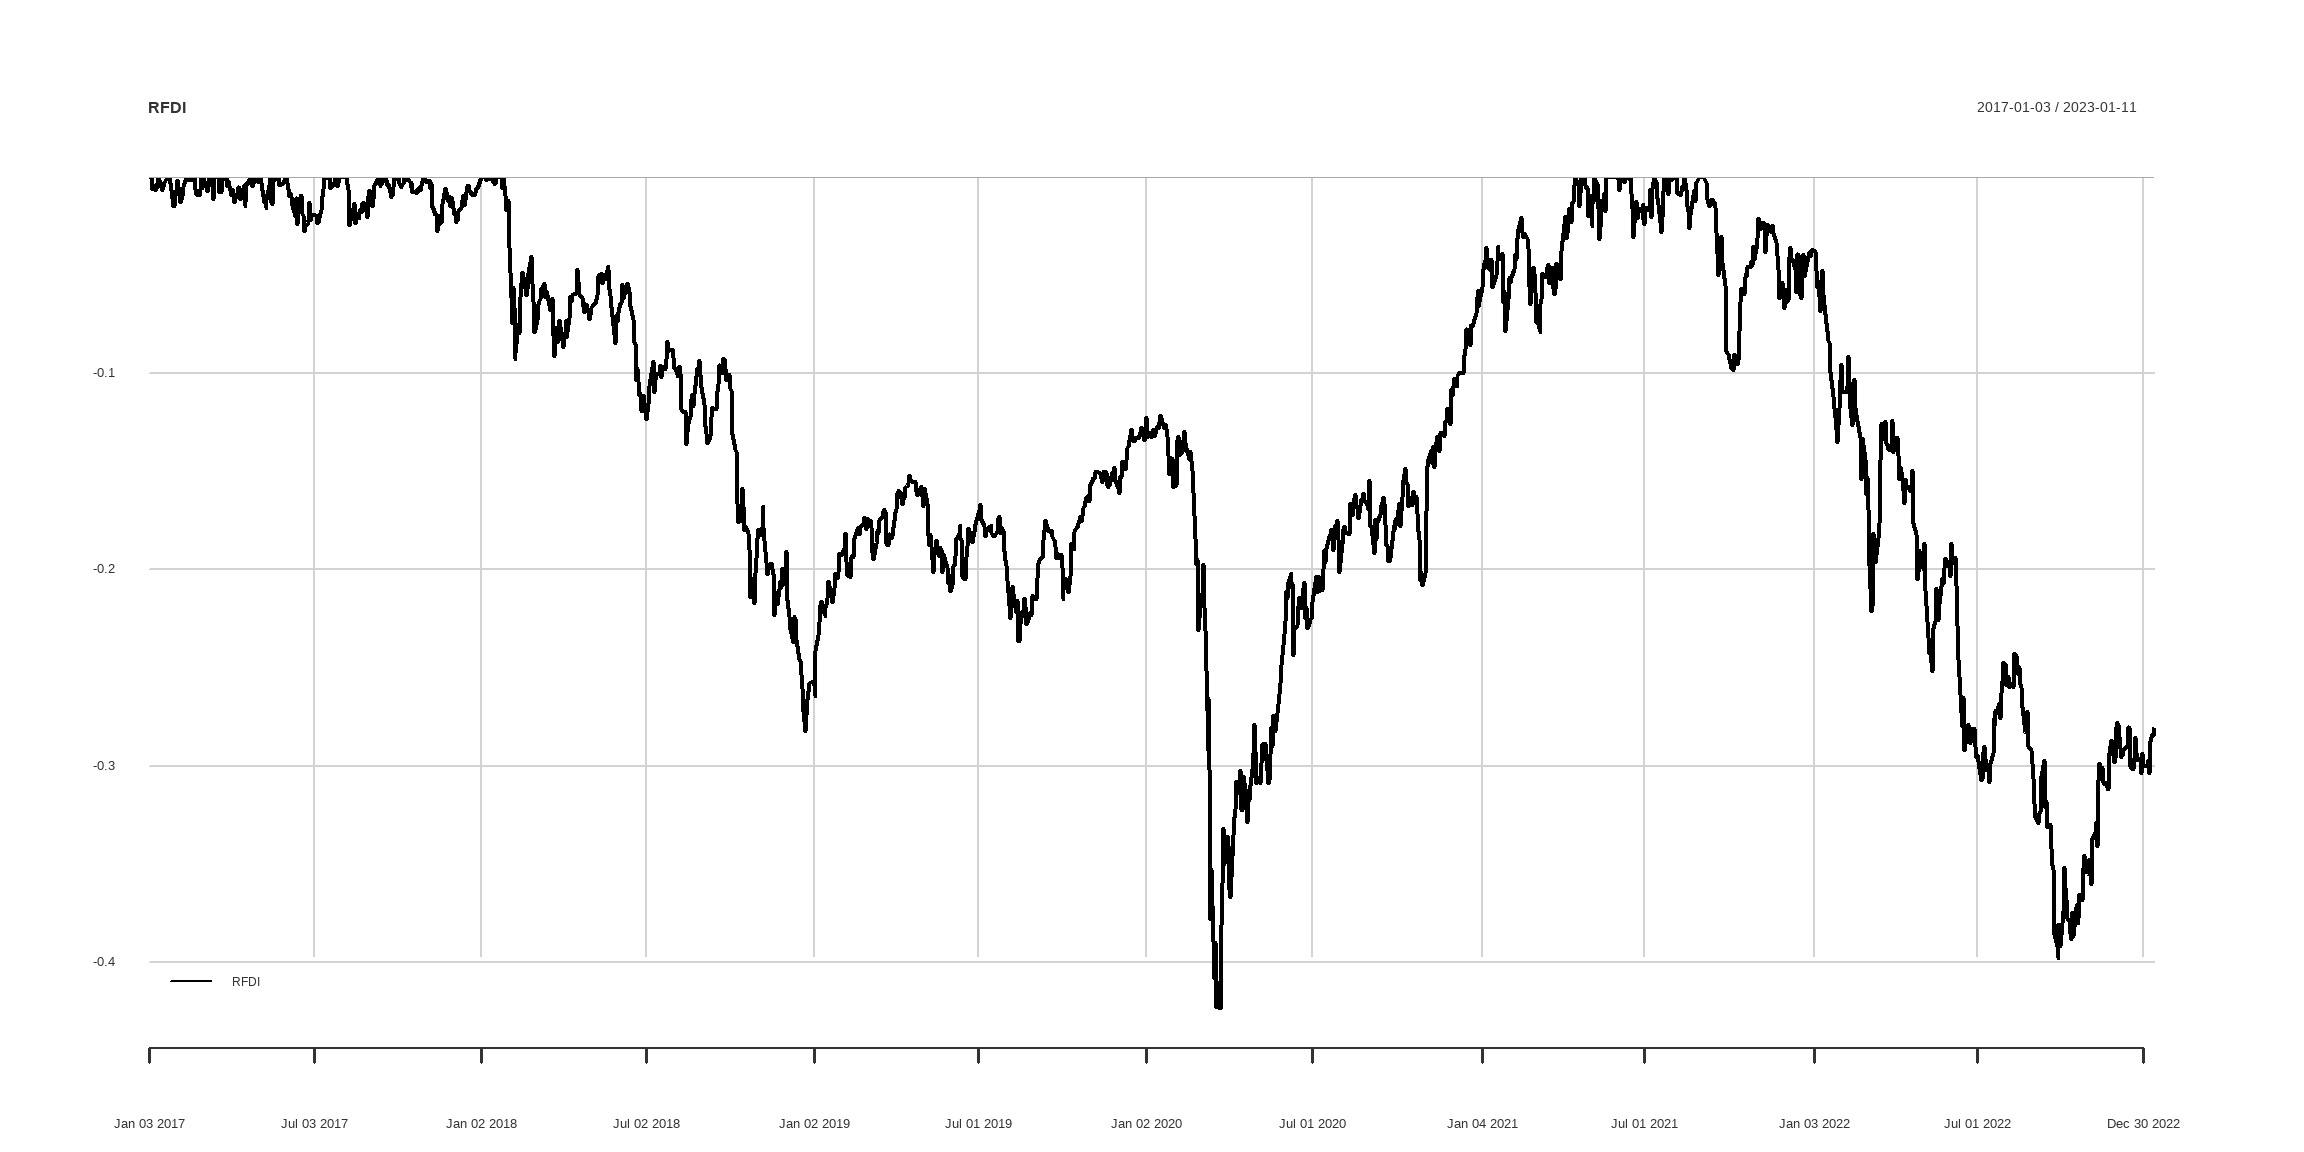 RFDI
2017-01-03 / 2023-01-11
-0.1
-0.2
-0.3
-0.4
RFDI
Jan 03 2017
Jul 03 2017
Jan 02 2018
Jul 02 2018
Jan 02 2019
Jul 01 2019
Jan 02 2020
Jul 01 2020
Jan 04 2021
Jul 01 2021
Jan 03 2022
Jul 01 2022
Dec 30 2022